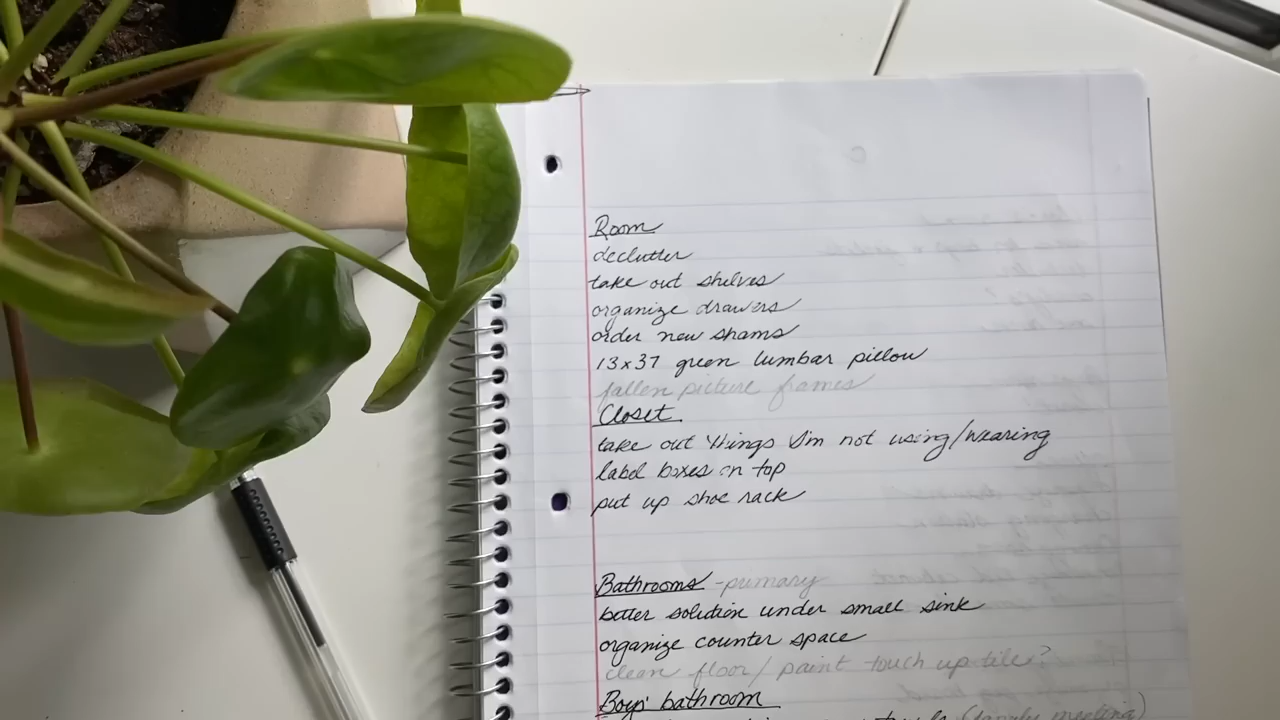 Room
declutter
take out shelves
organize drawers
order new shams
13x37 green lumbar pillow
fallen picture frames
Closet
take out things I'm not using/wearing
label boxes on top
put up shoe rack
Bathrooms - primary
better solution under small sink
organize counter space
clean floor/ paint touch up tile?
Boys' bathroom
(family meeting)